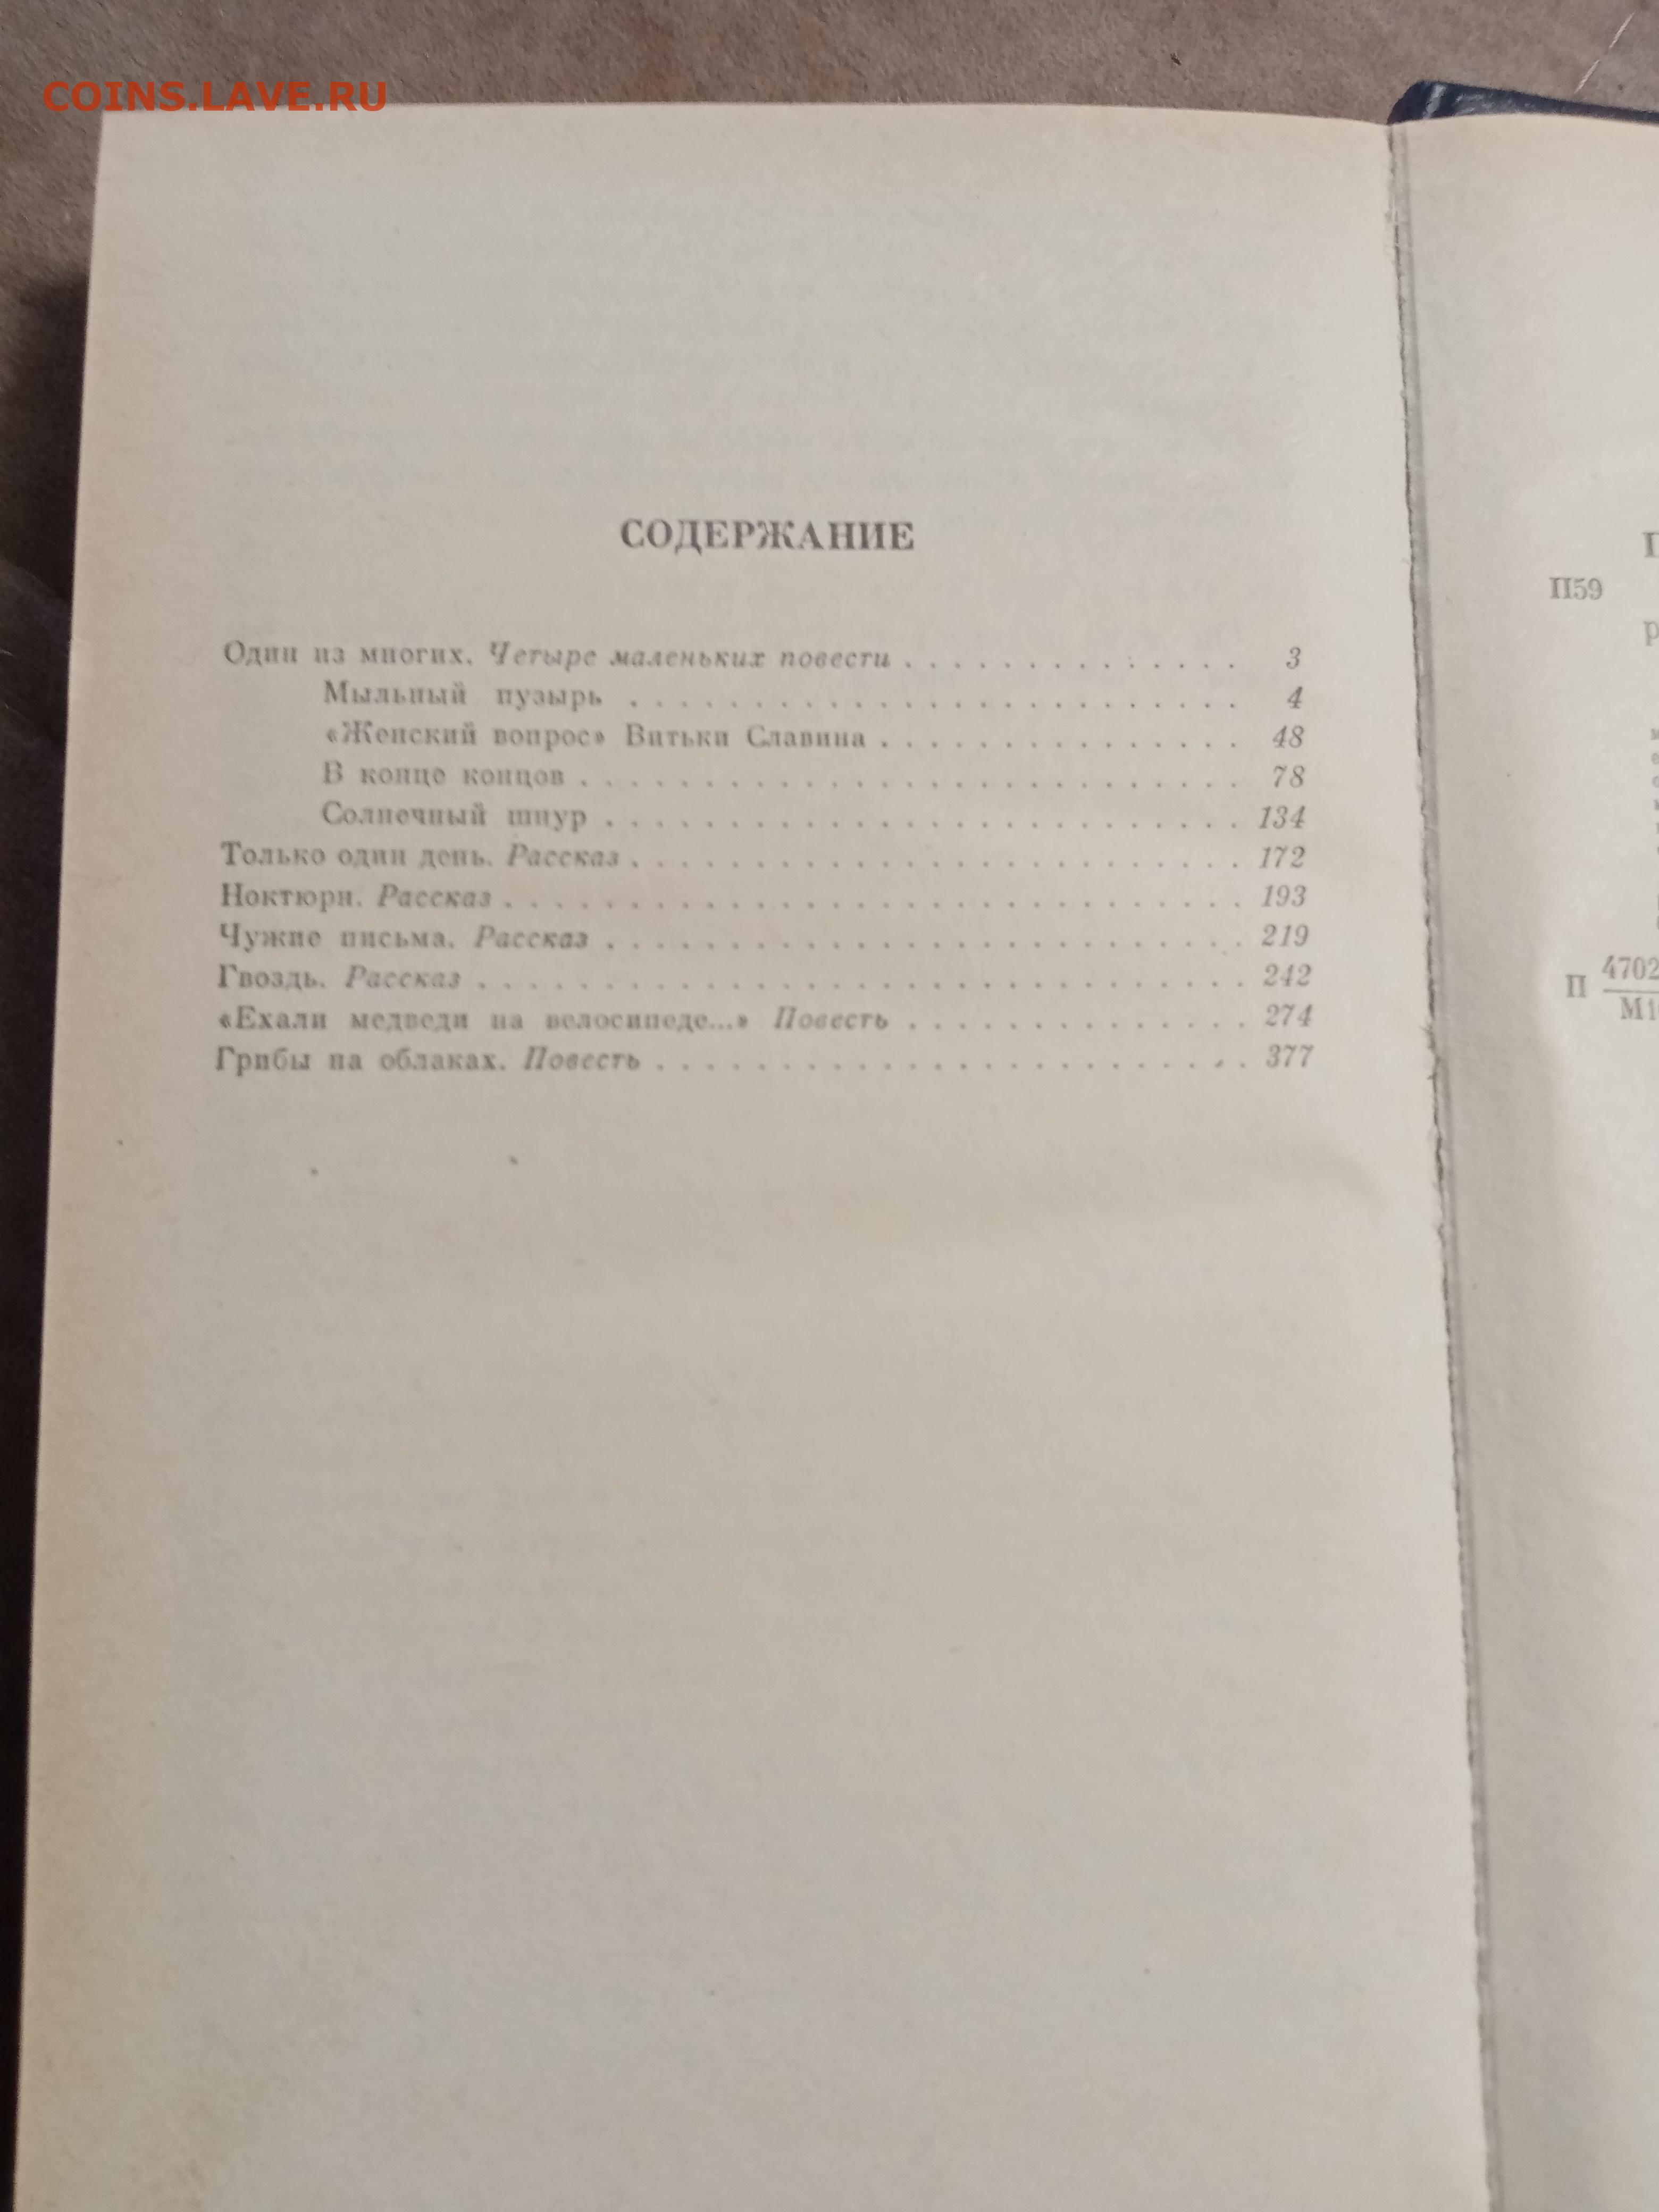 COINS.LAVE.RU
СОДЕРЖАНИЕ
Один из многих. Четыре маленьких повести . . . . . . . . . . . . . . 3
Мыльный пузырь . . . . . . . . . . . . . . . . . . . . . . . . . 4
«Женский вопрос» Витьки Славина . . . . . . . . . . . . . . . 48
В конце концов . . . . . . . . . . . . . . . . . . . . . . . . . . . 78
Солнечный шнур . . . . . . . . . . . . . . . . . . . . . . . . . . 134
Только один день. Рассказ . . . . . . . . . . . . . . . . . . . . . . . . . 172
Ноктюрн. Рассказ . . . . . . . . . . . . . . . . . . . . . . . . . . . . . . 193
Чужие письма. Рассказ . . . . . . . . . . . . . . . . . . . . . . . . . . 219
Гвоздь. Рассказ . . . . . . . . . . . . . . . . . . . . . . . . . . . . . . . 242
«Ехали медведи на велосипеде...» Повесть . . . . . . . . . . . . . . 274
Грибы на облаках. Повесть . . . . . . . . . . . . . . . . . . . . . . . . 377
П59
П 4702